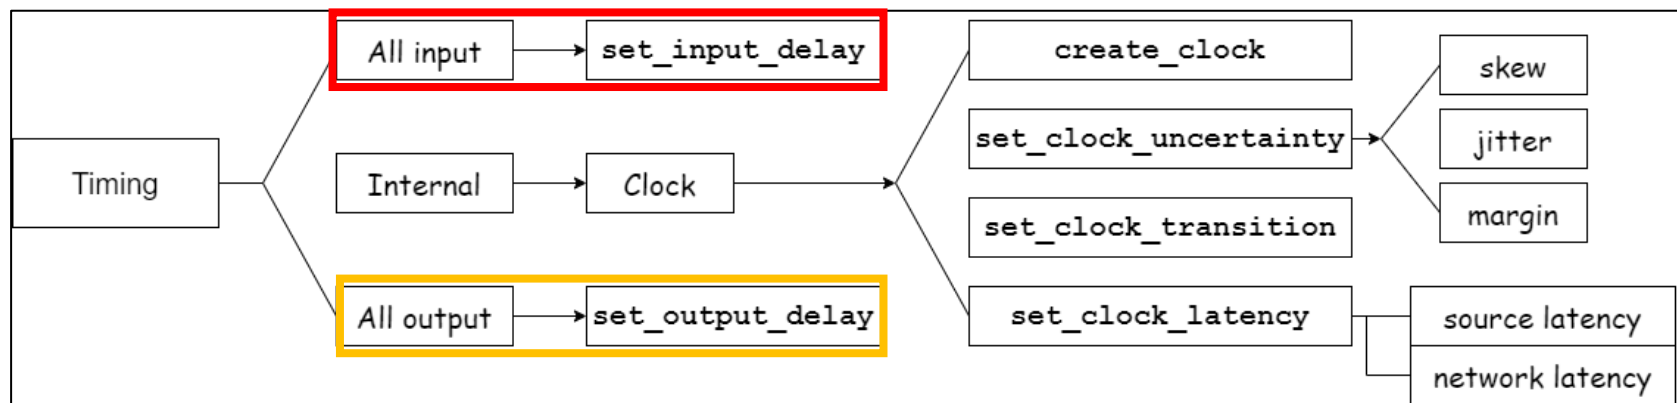 Timing
All input
set_input_delay
Internal
Clock
All output
set_output_delay
create_clock
set_clock_uncertainty
set_clock_transition
set_clock_latency
skew
jitter
margin
source latency
network latency